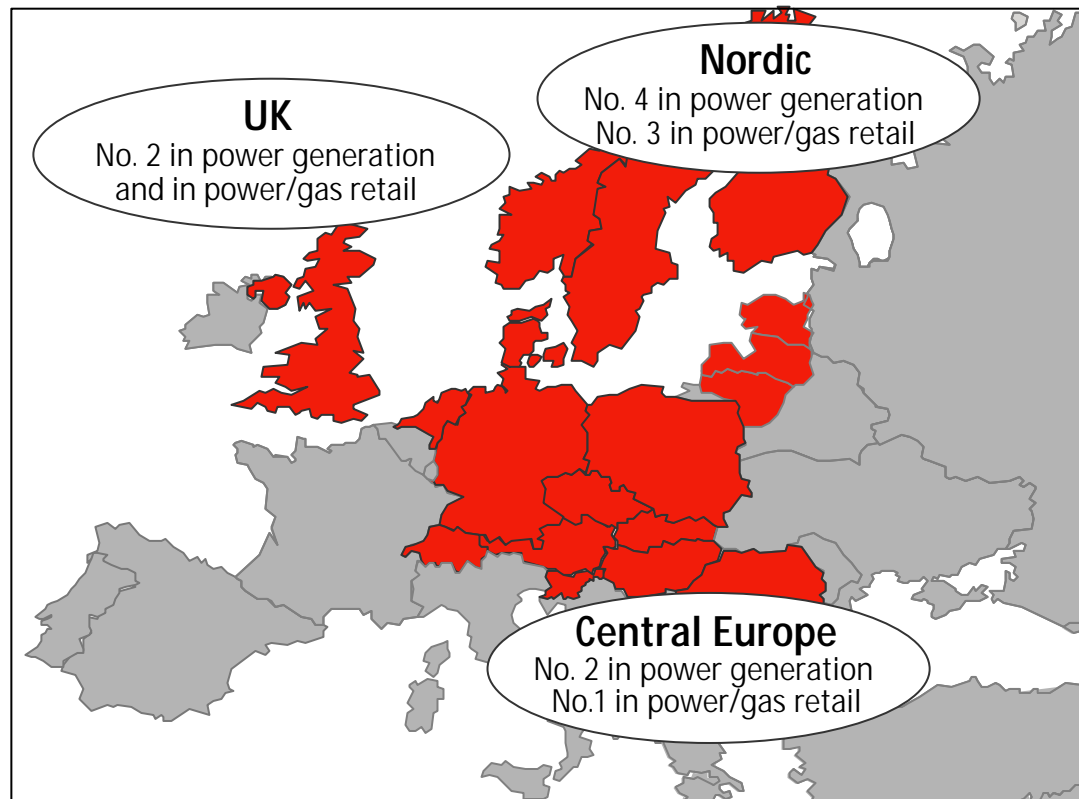 UK
No. 2 in power generation
and in power/gas retail
Nordic
No. 4 in power generation
No. 3 in power/gas retail
Central Europe
No. 2 in power generation
No.1 in power/gas retail